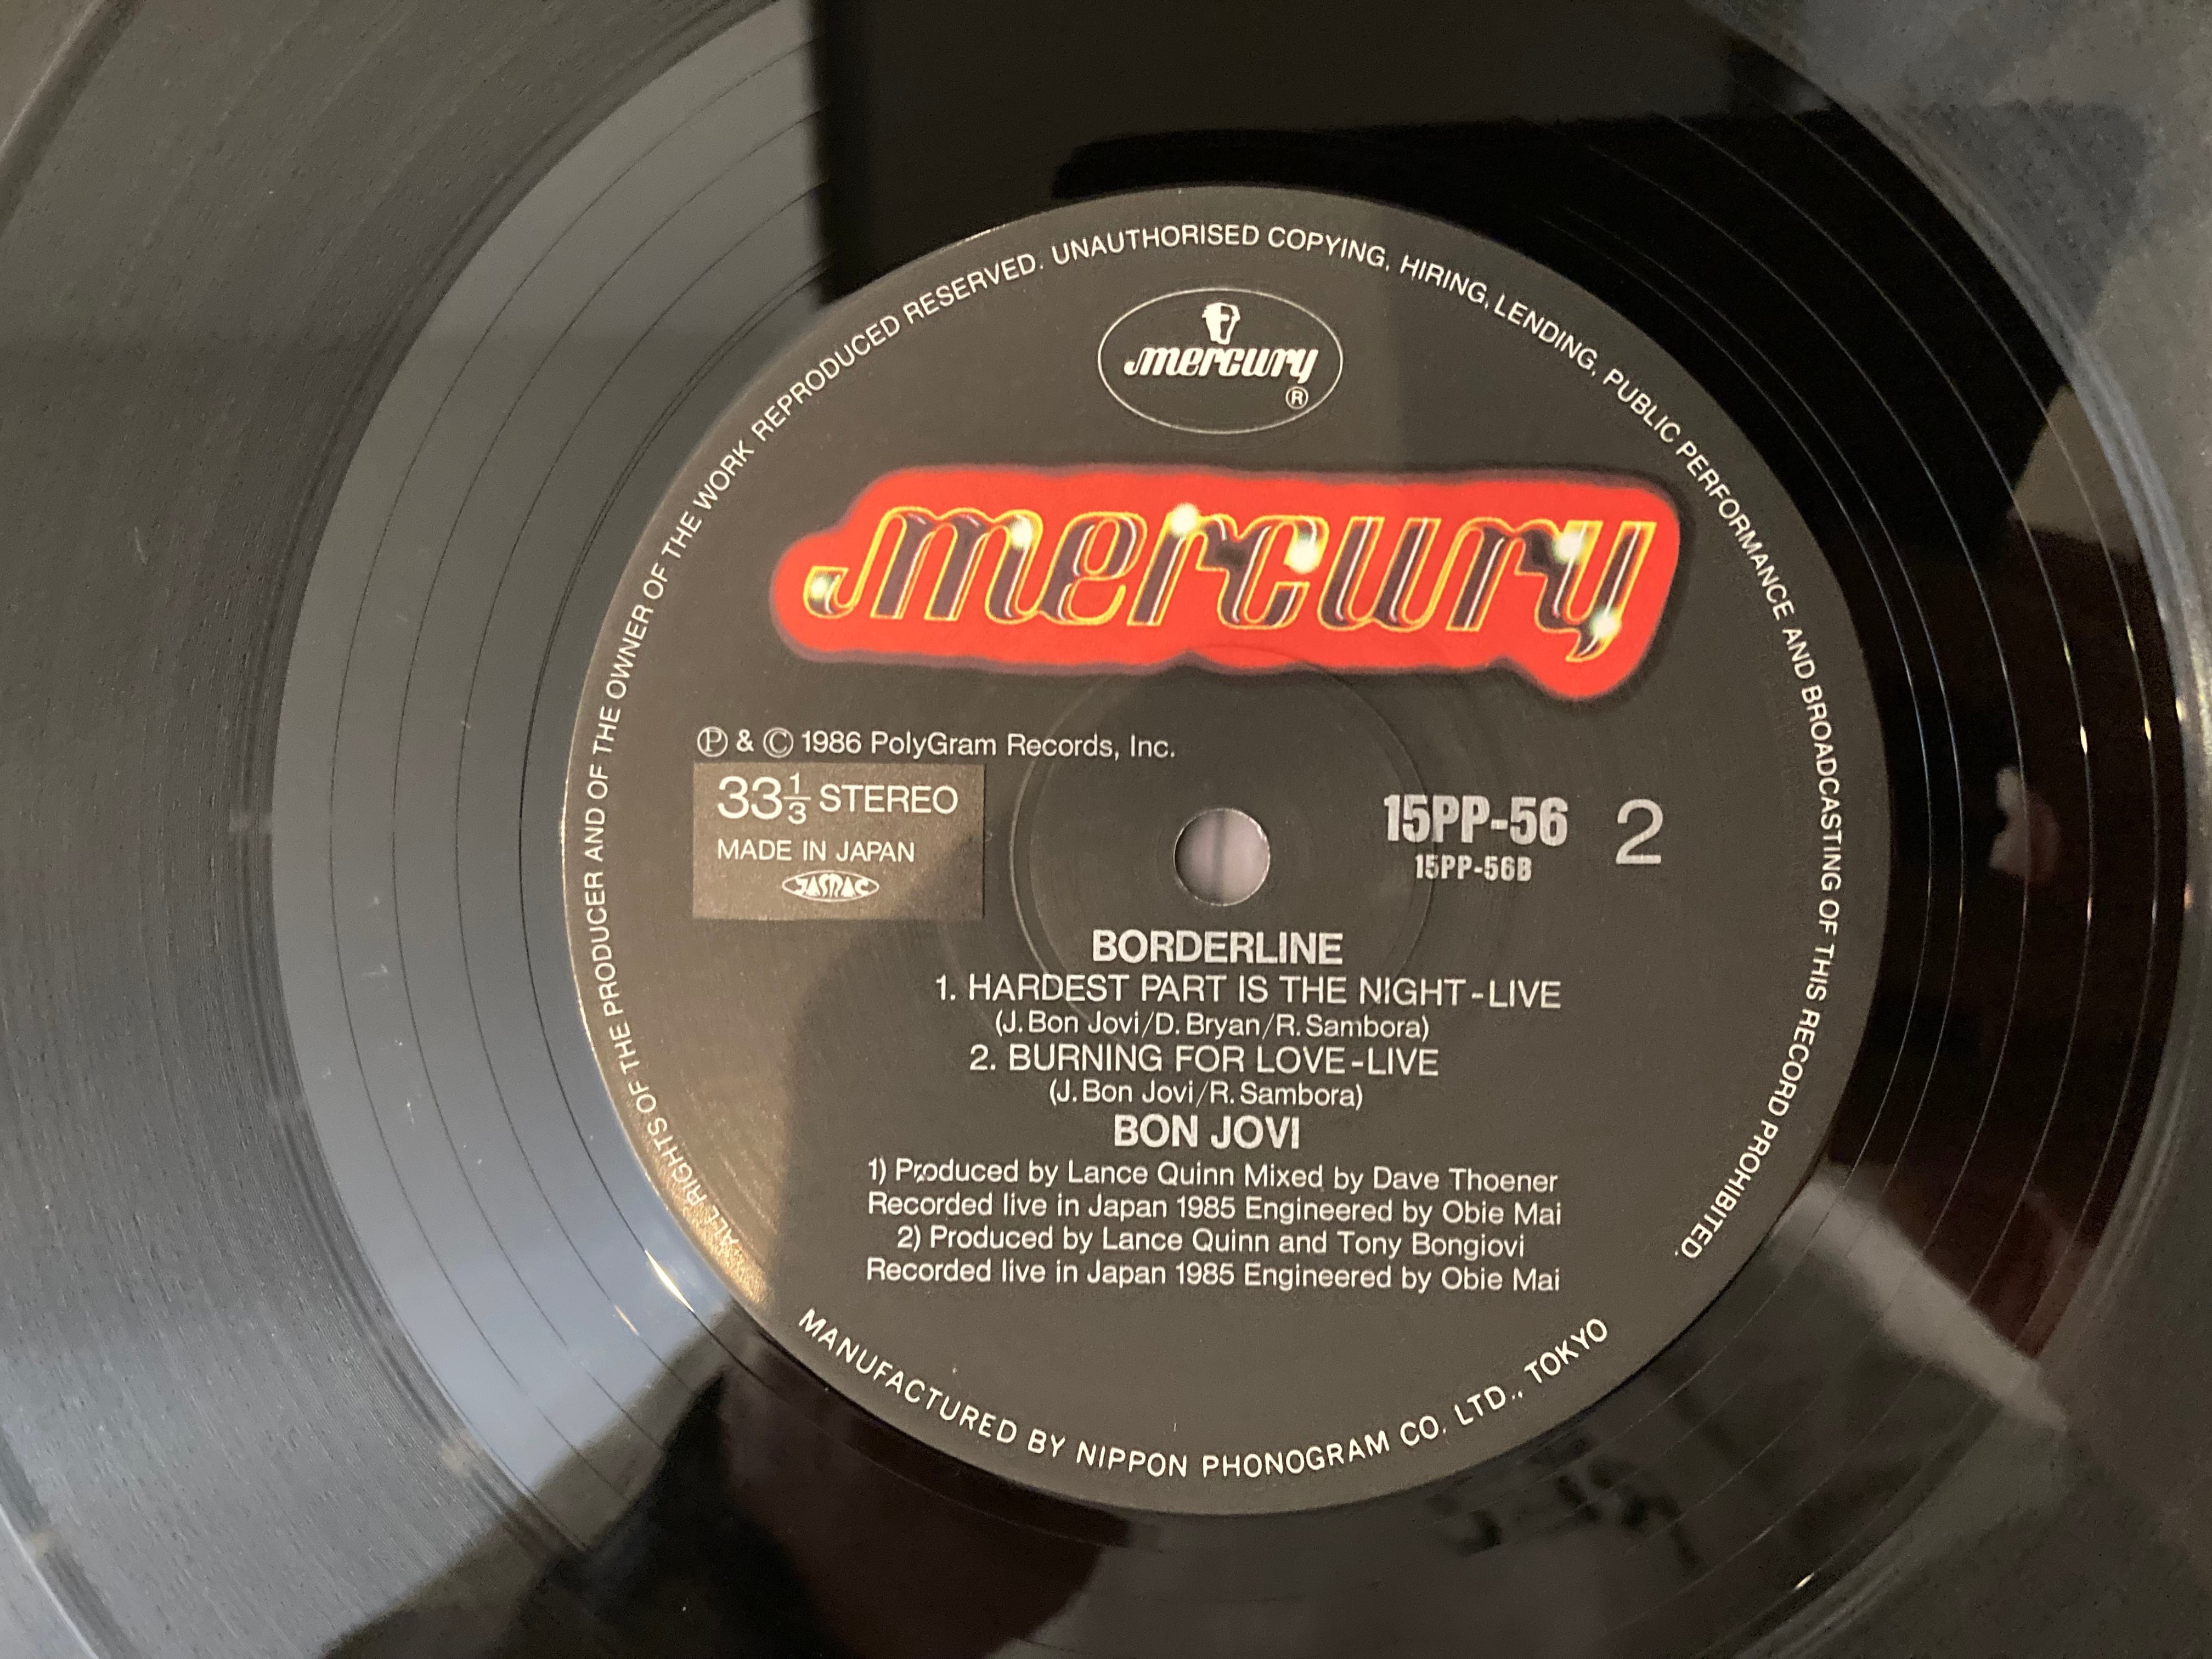 ALL RIGHTS OF THE PRODUCER AND OF THE OWNER OF THE WORK REPRODUCED RESERVED. UNAUTHORISED COPYING, HIRING, LENDING, PUBLIC PERFORMANCE AND BROADCASTING OF THIS RECORD PROHIBITED.
mercury
®
mercury
Ⓟ & © 1986 PolyGram Records, Inc.
33 1/3 STEREO
MADE IN JAPAN
JASRAC
15PP-56 2
15PP-56B
BORDERLINE
1. HARDEST PART IS THE NIGHT-LIVE
(J. Bon Jovi/D. Bryan/R. Sambora)
2. BURNING FOR LOVE-LIVE
(J. Bon Jovi/R. Sambora)
BON JOVI
1) Produced by Lance Quinn Mixed by Dave Thoener
Recorded live in Japan 1985 Engineered by Obie Mai
2) Produced by Lance Quinn and Tony Bongiovi
Recorded live in Japan 1985 Engineered by Obie Mai
MANUFACTURED BY NIPPON PHONOGRAM CO. LTD., TOKYO